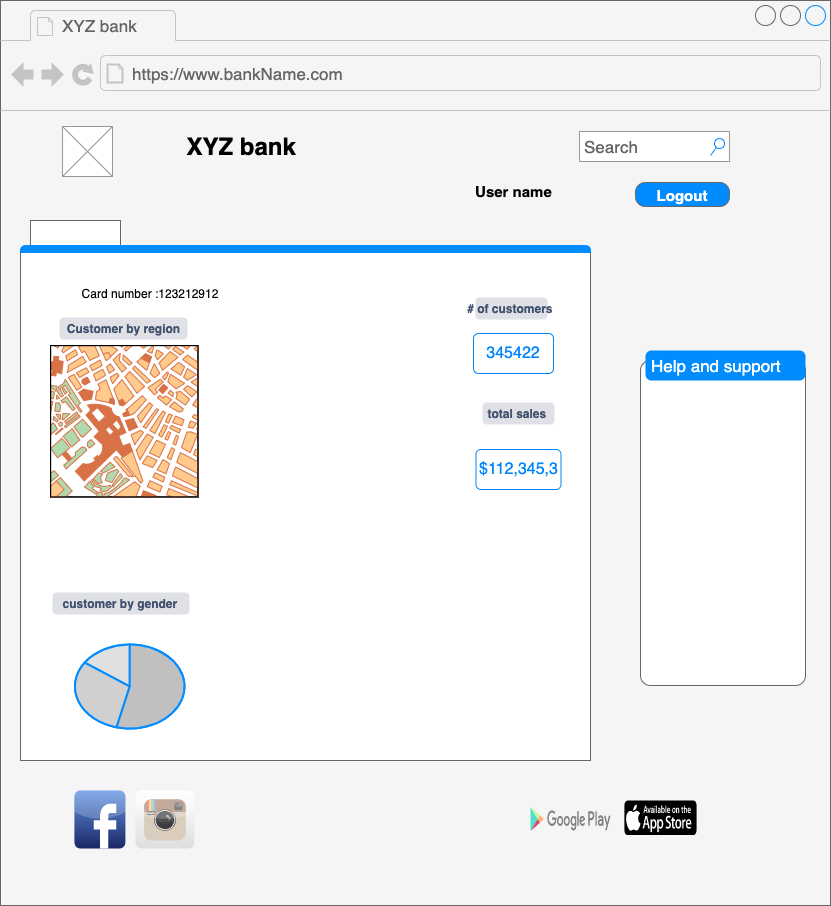 XYZ bank
https://www.bankName.com
XYZ bank
Search
User name
Logout
Card number :123212912
# of customers
Customer by region
345422
Help and support
total sales
$112,345,3
customer by gender
f
Google Play
Available on the
App Store